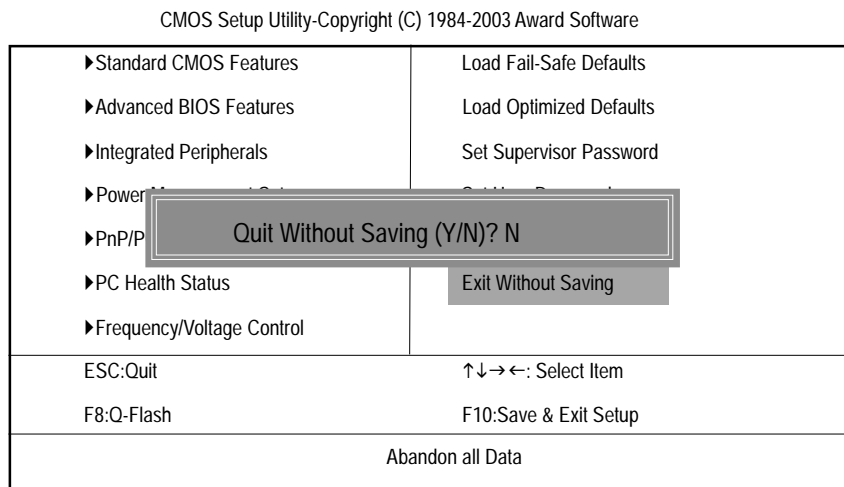 CMOS Setup Utility-Copyright (C) 1984-2003 Award Software
▶Standard CMOS Features Load Fail-Safe Defaults
▶Advanced BIOS Features Load Optimized Defaults
▶Integrated Peripherals Set Supervisor Password
▶Power
▶PnP/P
Quit Without Saving (Y/N)? N
▶PC Health Status Exit Without Saving
▶Frequency/Voltage Control
ESC:Quit ↑↓→←: Select Item
F8:Q-Flash F10:Save & Exit Setup
Abandon all Data